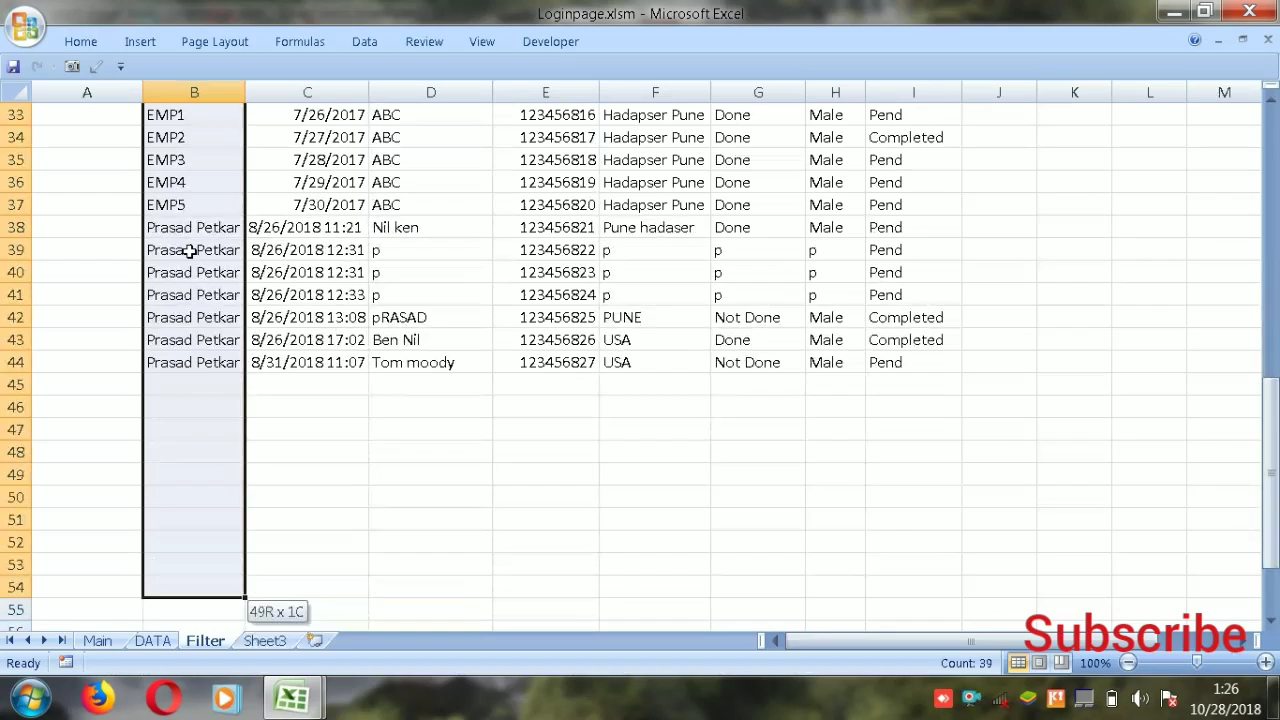 Loginpage.xlsm - Microsoft Excel
Home Insert Page Layout Formulas Data Review View Developer
A B C D E F G H I J K L M
33 EMP1 7/26/2017 ABC 123456816 Hadapser Pune Done Male Pend
34 EMP2 7/27/2017 ABC 123456817 Hadapser Pune Done Male Completed
35 EMP3 7/28/2017 ABC 123456818 Hadapser Pune Done Male Pend
36 EMP4 7/29/2017 ABC 123456819 Hadapser Pune Done Male Pend
37 EMP5 7/30/2017 ABC 123456820 Hadapser Pune Done Male Pend
38 Prasad Petkar 8/26/2018 11:21 Nil ken 123456821 Pune hadaser Done Male Pend
39 Prasad Petkar 8/26/2018 12:31 p 123456822 p p p Pend
40 Prasad Petkar 8/26/2018 12:31 p 123456823 p p p Pend
41 Prasad Petkar 8/26/2018 12:33 p 123456824 p p p Pend
42 Prasad Petkar 8/26/2018 13:08 pRASAD 123456825 PUNE Not Done Male Completed
43 Prasad Petkar 8/26/2018 17:02 Ben Nil 123456826 USA Done Male Completed
44 Prasad Petkar 8/31/2018 11:07 Tom moody 123456827 USA Not Done Male Pend
45
46
47
48
49
50
51
52
53
54
55
49R x 1C
Main DATA Filter Sheet3
Subscribe
Ready Count: 39 100%
1:26
10/28/2018